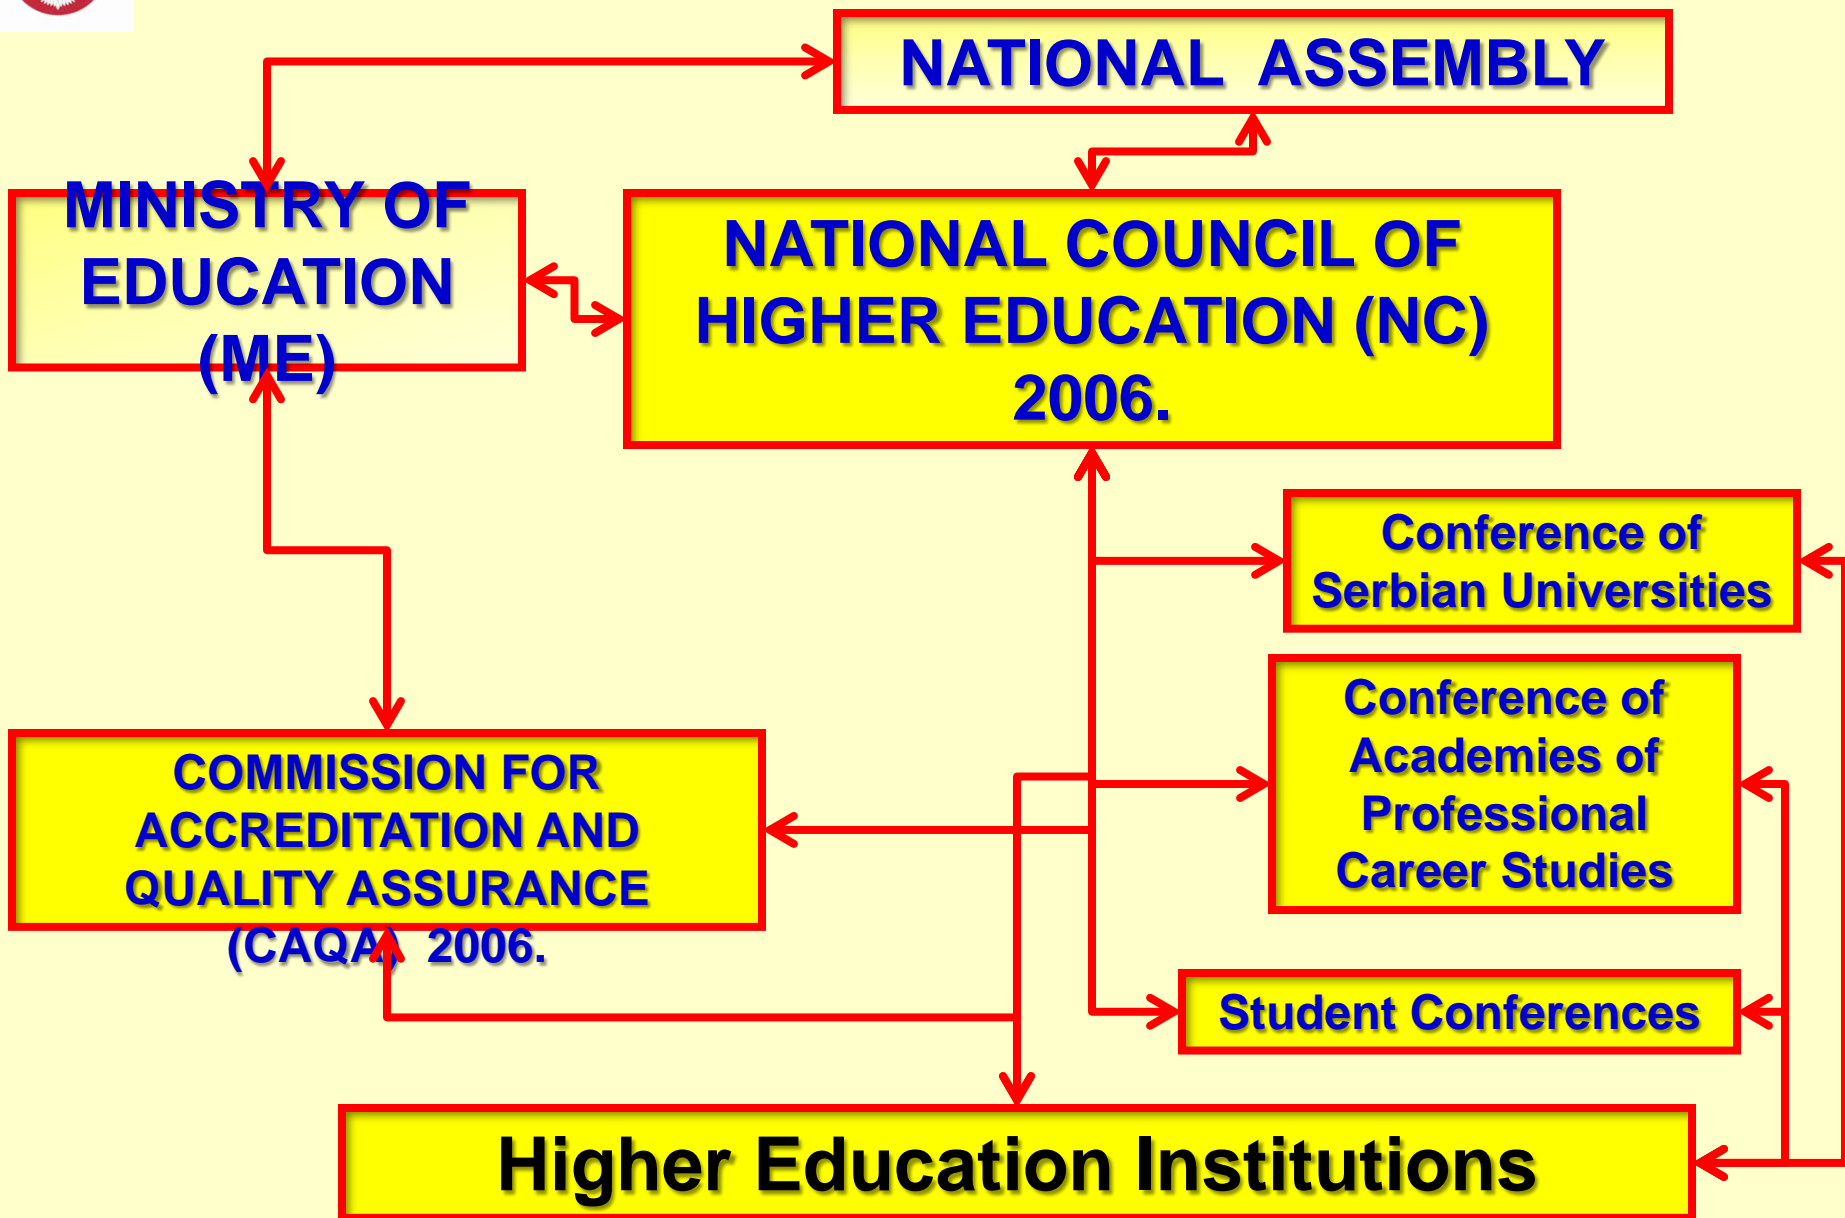 NATIONAL ASSEMBLY
MINISTRY OF
EDUCATION
(ME)
NATIONAL COUNCIL OF
HIGHER EDUCATION (NC)
2006.
Conference of
Serbian Universities
Conference of
Academies of
Professional
Career Studies
COMMISSION FOR
ACCREDITATION AND
QUALITY ASSURANCE
(CAQA) 2006.
Student Conferences
Higher Education Institutions